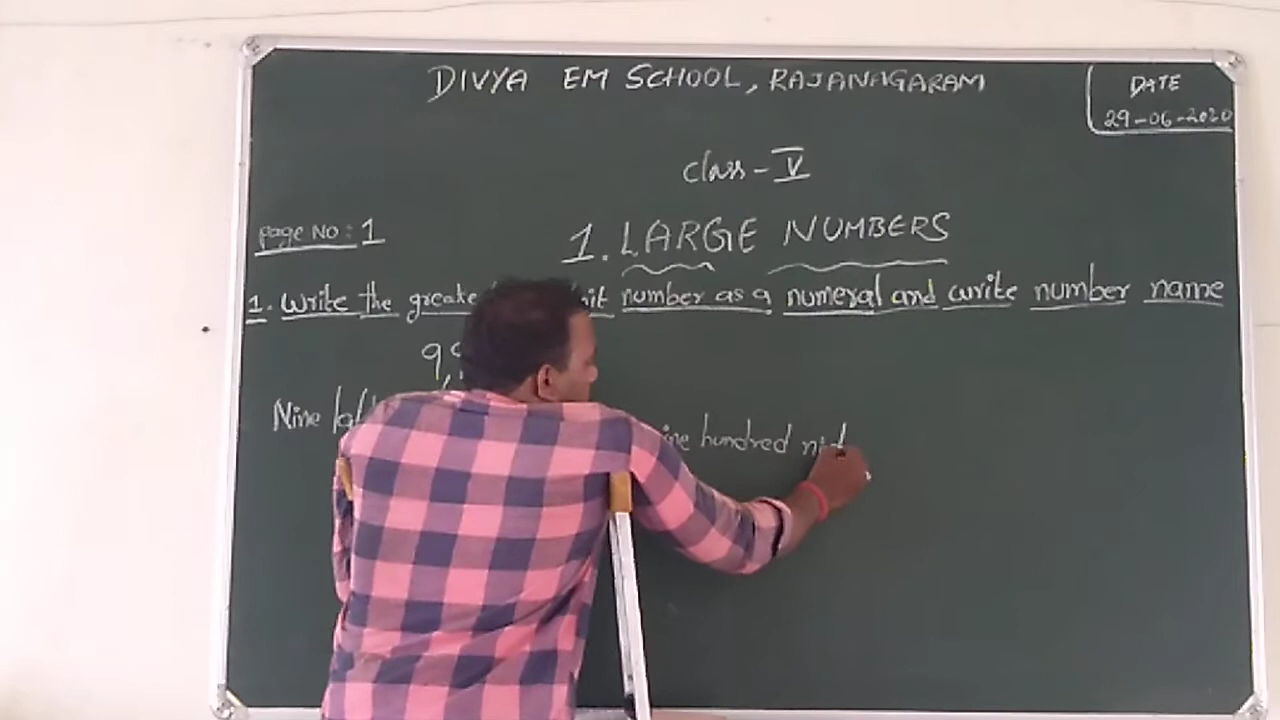 DIVYA EM SCHOOL, RAJANAGARAM
DATE
29-06-2020
class - V
page No: 1
1. LARGE NUMBERS
1. Write the number as a numeral and write number name
Nine hundred